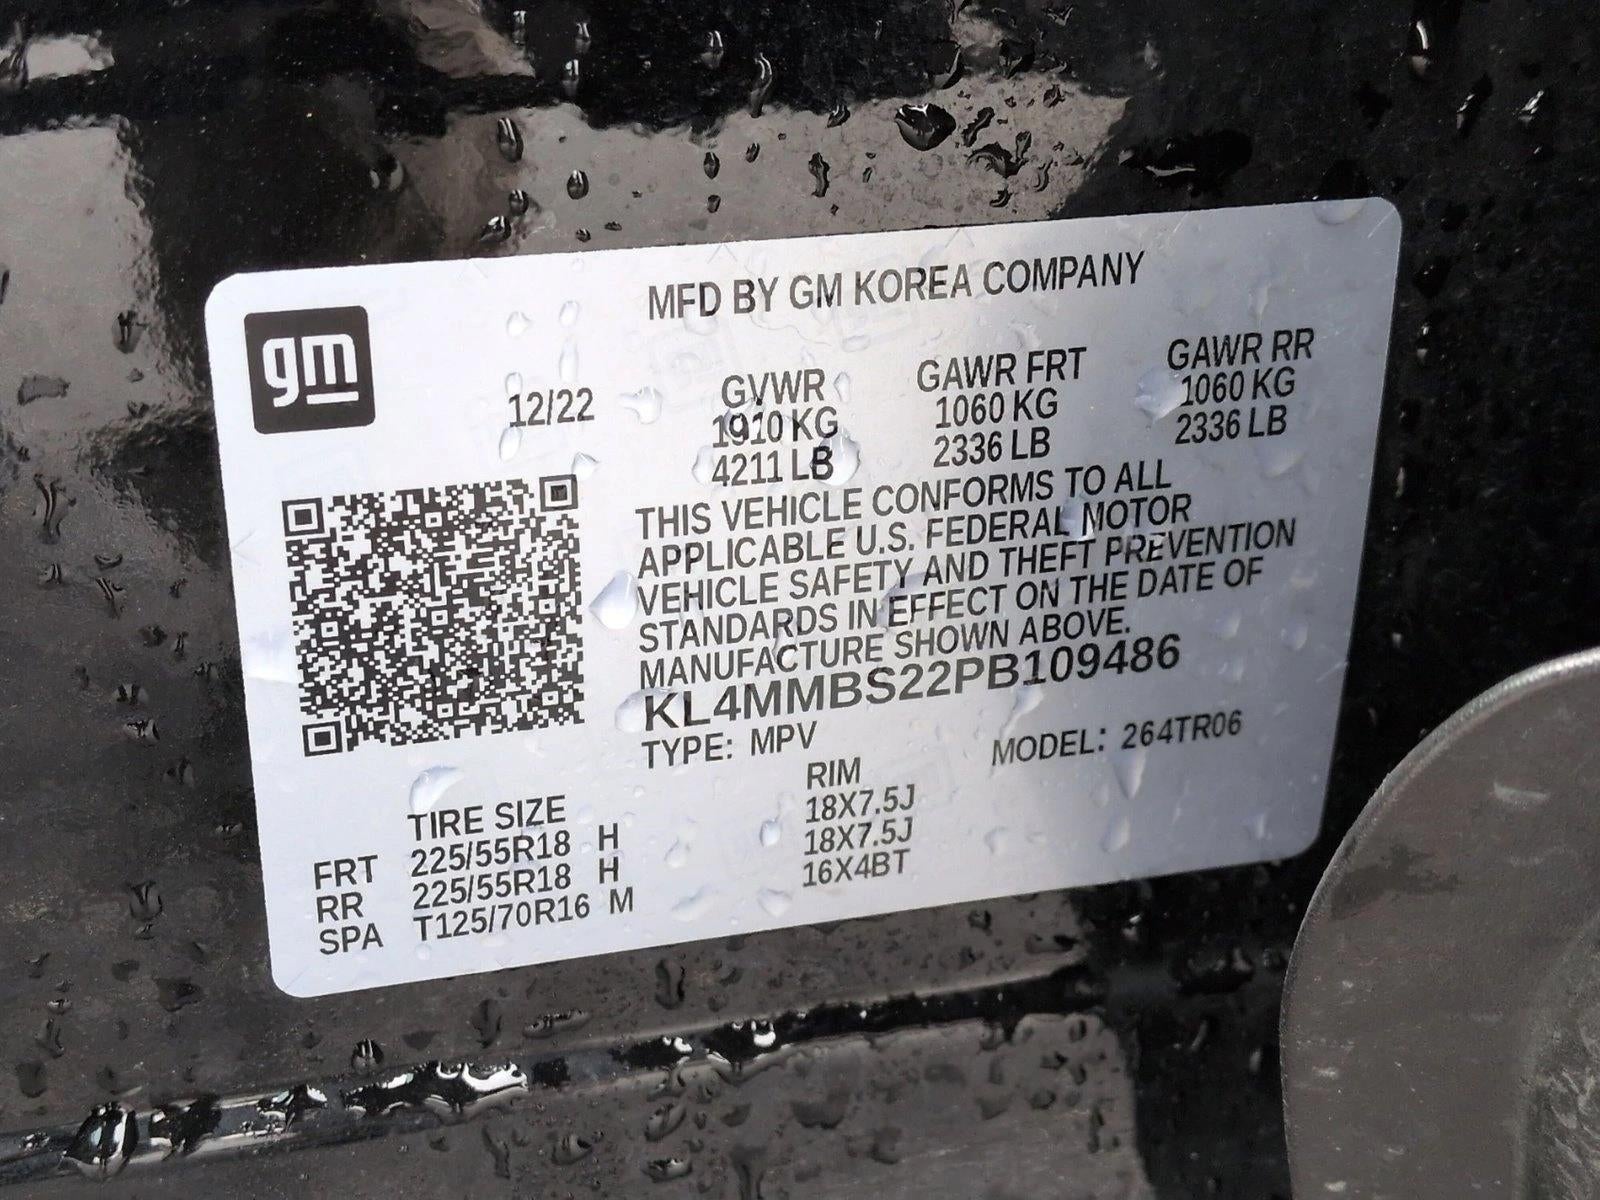 gm
MFD BY GM KOREA COMPANY
12/22
GVWR
1910 KG
4211 LB
GAWR FRT
1060 KG
2336 LB
GAWR RR
1060 KG
2336 LB
THIS VEHICLE CONFORMS TO ALL
APPLICABLE U.S. FEDERAL MOTOR
VEHICLE SAFETY AND THEFT PREVENTION
STANDARDS IN EFFECT ON THE DATE OF
MANUFACTURE SHOWN ABOVE.
KL4MMBS22PB109486
TYPE: MPV MODEL: 264TR06
TIRE SIZE RIM
FRT 225/55R18 H 18X7.5J
RR 225/55R18 H 18X7.5J
SPA T125/70R16 M 16X4BT